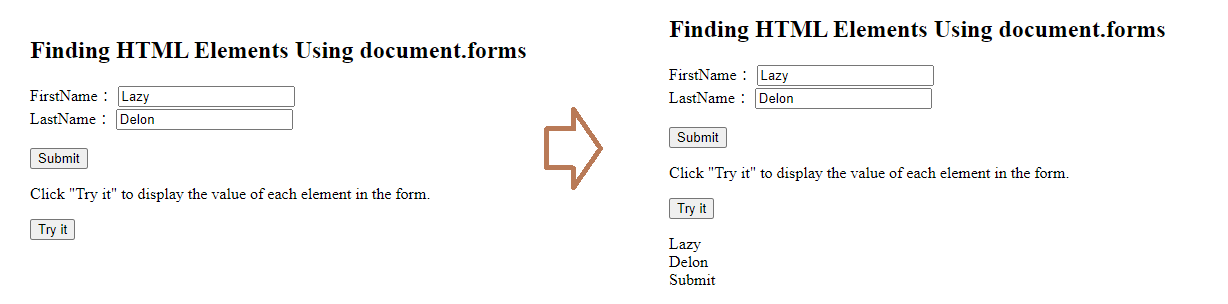 Finding HTML Elements Using document.forms
FirstName： Lazy
LastName： Delon
Submit
Click "Try it" to display the value of each element in the form.
Try it
Finding HTML Elements Using document.forms
FirstName： Lazy
LastName： Delon
Submit
Click "Try it" to display the value of each element in the form.
Try it
Lazy
Delon
Submit